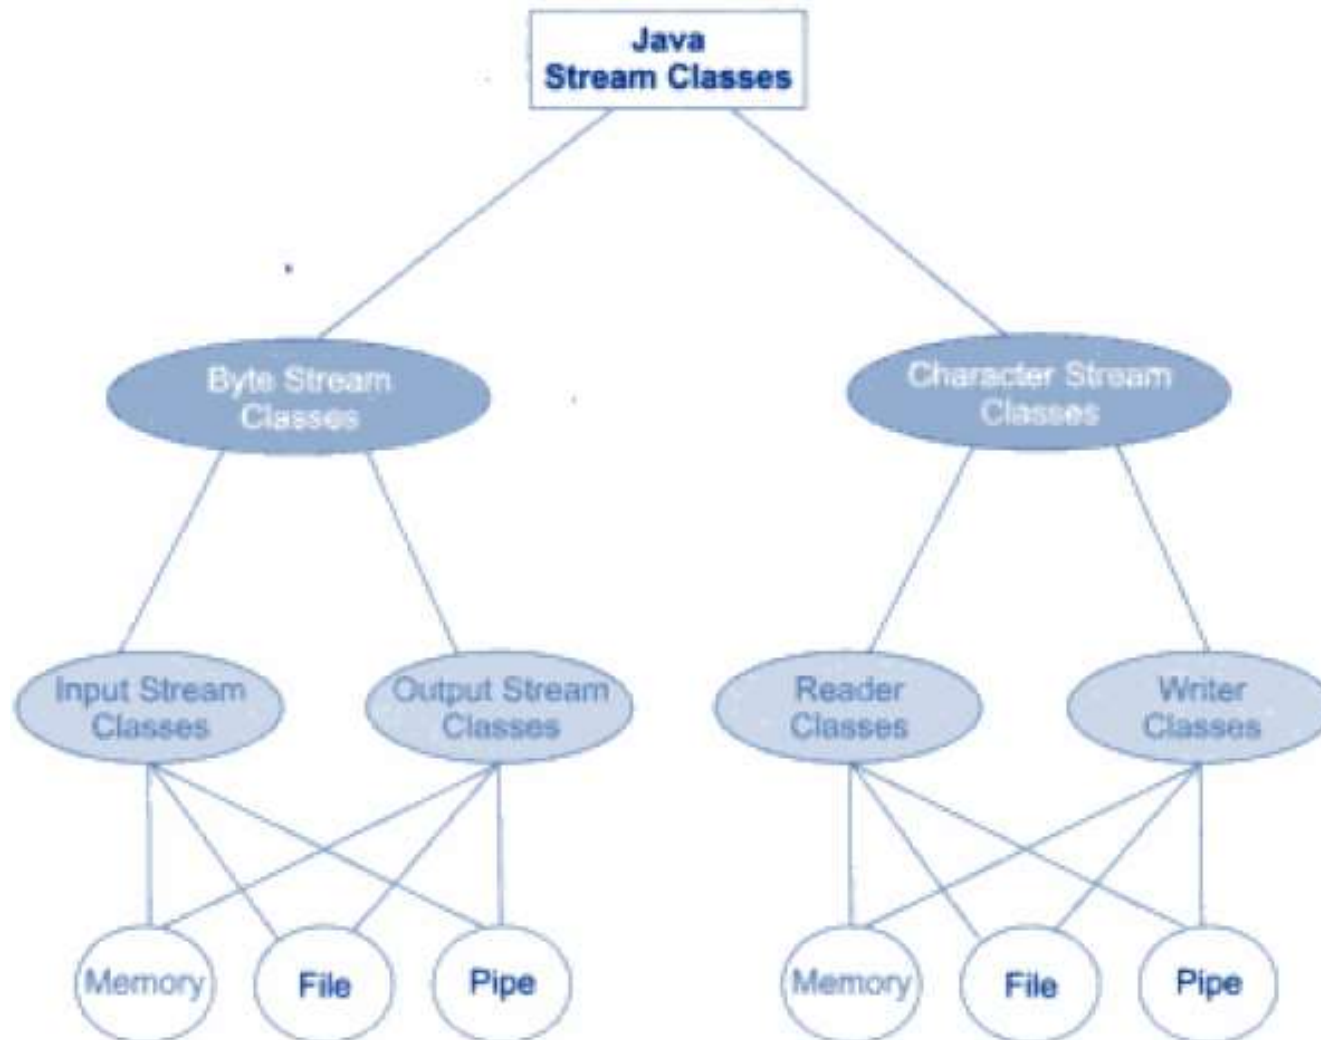 Java
Stream Classes
Byte Stream
Classes
Character Stream
Classes
Input Stream
Classes
Output Stream
Classes
Reader
Classes
Writer
Classes
Memory
File
Pipe
Memory
File
Pipe